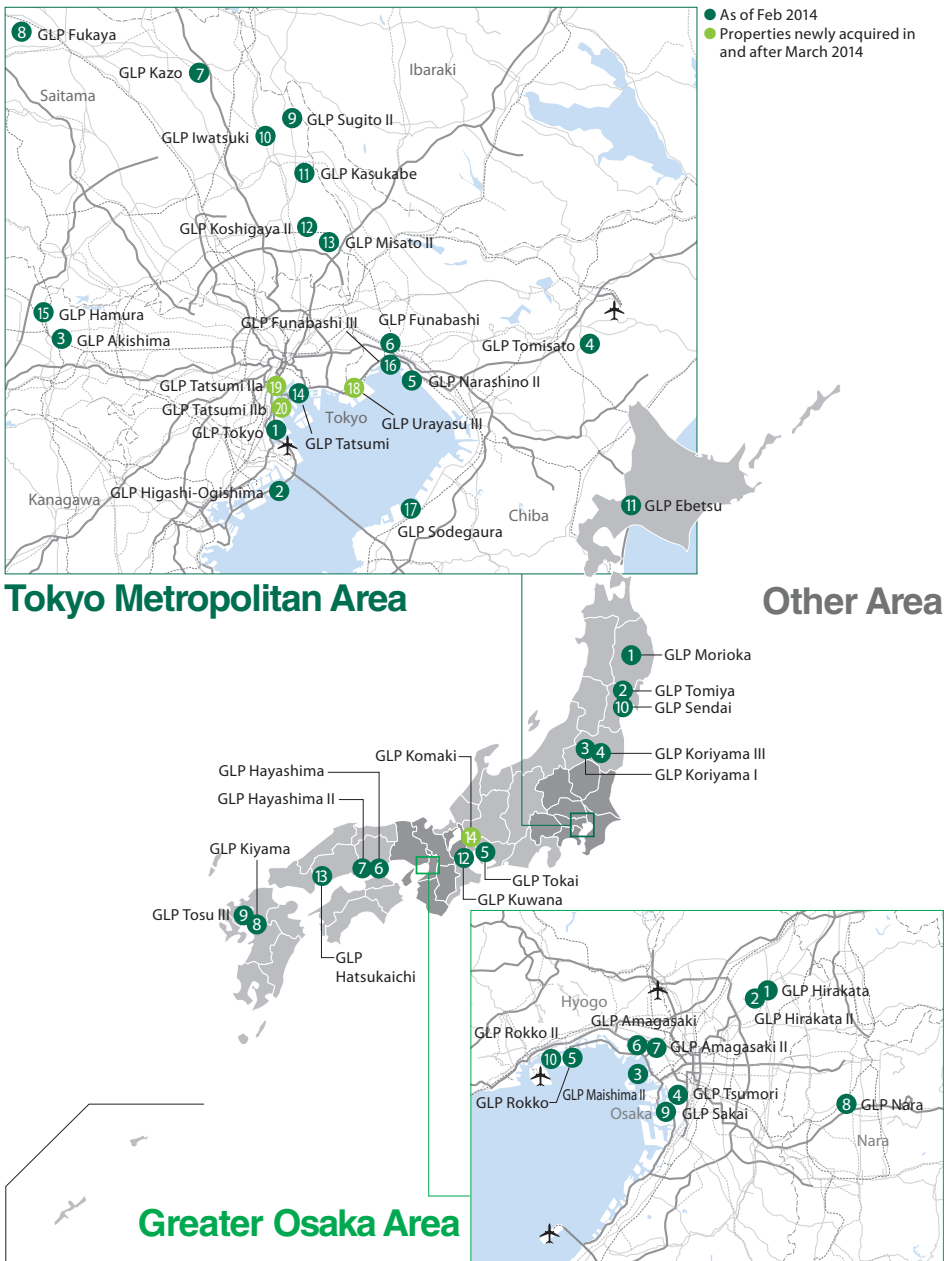 As of Feb 2014
Properties newly acquired in
and after March 2014
8 GLP Fukaya
GLP Kazo 7
Ibaraki
Saitama
9 GLP Sugito II
GLP Iwatsuki 10
11 GLP Kasukabe
GLP Koshigaya II 12
13 GLP Misato II
15 GLP Hamura
3 GLP Akishima
GLP Funabashi III
GLP Funabashi
6
16
GLP Tomisato 4
5 GLP Narashino II
GLP Tatsumi IIa 19
14
18
GLP Tatsumi IIb 20
Tokyo
GLP Urayasu III
GLP Tokyo 1
GLP Tatsumi
GLP Higashi-Ogishima 2
Kanagawa
17
GLP Sodegaura
Chiba
11 GLP Ebetsu
Tokyo Metropolitan Area
Other Area
1 GLP Morioka
2 GLP Tomiya
10 GLP Sendai
3 4 GLP Koriyama III
GLP Koriyama I
GLP Komaki
GLP Hayashima
GLP Hayashima II
GLP Kiyama
14
12 5
GLP Tokai
GLP Kuwana
13
7 6
GLP Tosu III 9
8
GLP
Hatsukaichi
Hyogo
2 1 GLP Hirakata
GLP Hirakata II
GLP Rokko II
GLP Amagasaki
6 7 GLP Amagasaki II
10 5
3
GLP Rokko
GLP Maishima II
4 GLP Tsumori
Osaka 9 GLP Sakai
8 GLP Nara
Nara
Greater Osaka Area